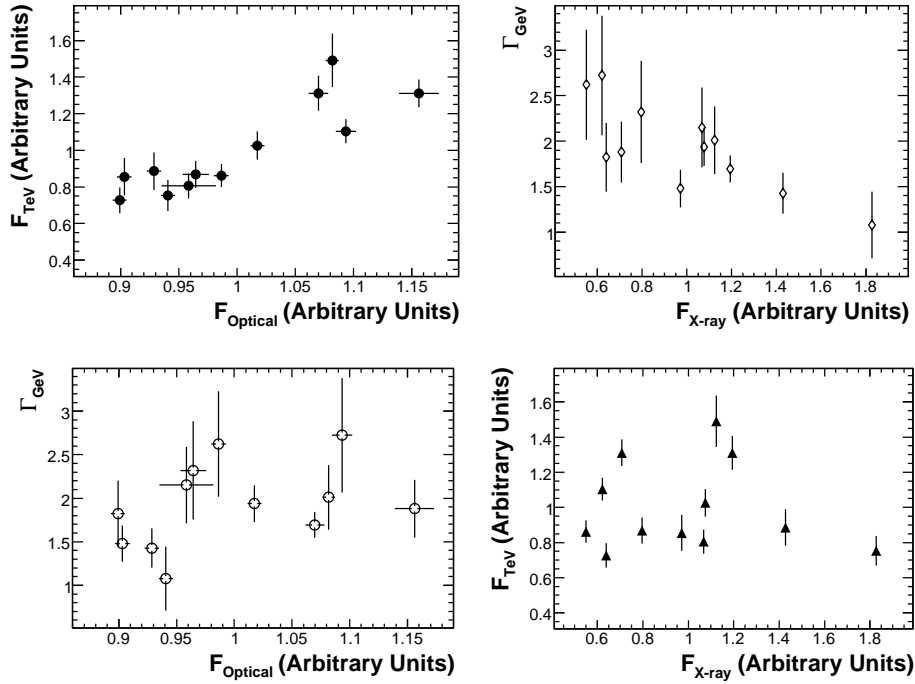 F_TeV (Arbitrary Units)
1.6
1.4
1.2
1
0.8
0.6
0.4
0.9 0.95 1 1.05 1.1 1.15
F_Optical (Arbitrary Units)
Γ_GeV
3
2.5
2
1.5
1
0.6 0.8 1 1.2 1.4 1.6 1.8
F_X-ray (Arbitrary Units)
Γ_GeV
3
2.5
2
1.5
1
0.9 0.95 1 1.05 1.1 1.15
F_Optical (Arbitrary Units)
F_TeV (Arbitrary Units)
1.6
1.4
1.2
1
0.8
0.6
0.4
0.6 0.8 1 1.2 1.4 1.6 1.8
F_X-ray (Arbitrary Units)